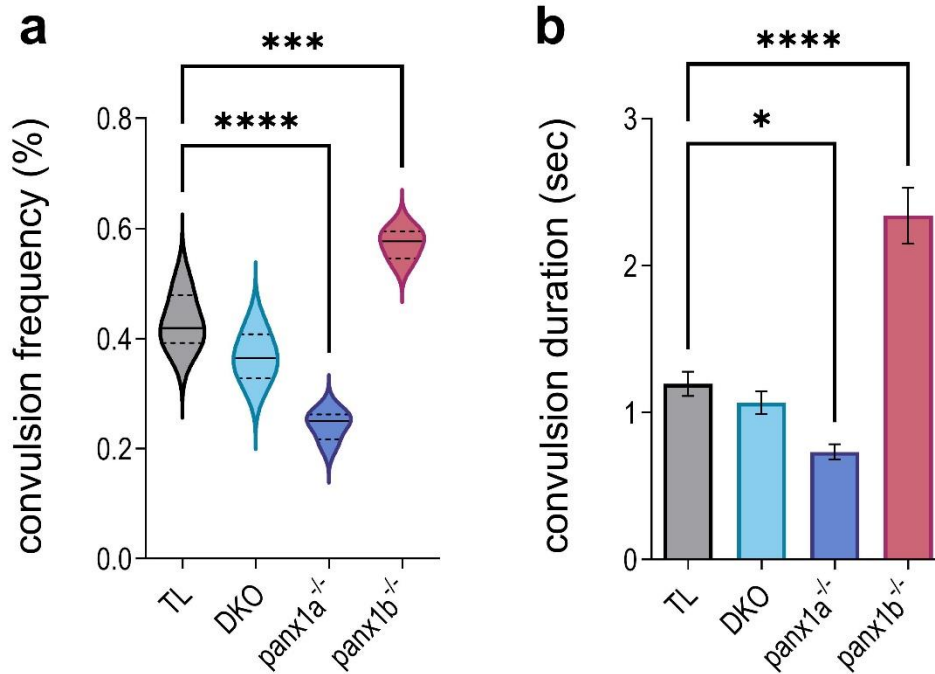 a
***
****
convulsion frequency (%)
0.8
0.6
0.4
0.2
0.0
TL
DKO
panx1a-/-
panx1b-/-
b
****
*
convulsion duration (sec)
3
2
1
0
TL
DKO
panx1a-/-
panx1b-/-